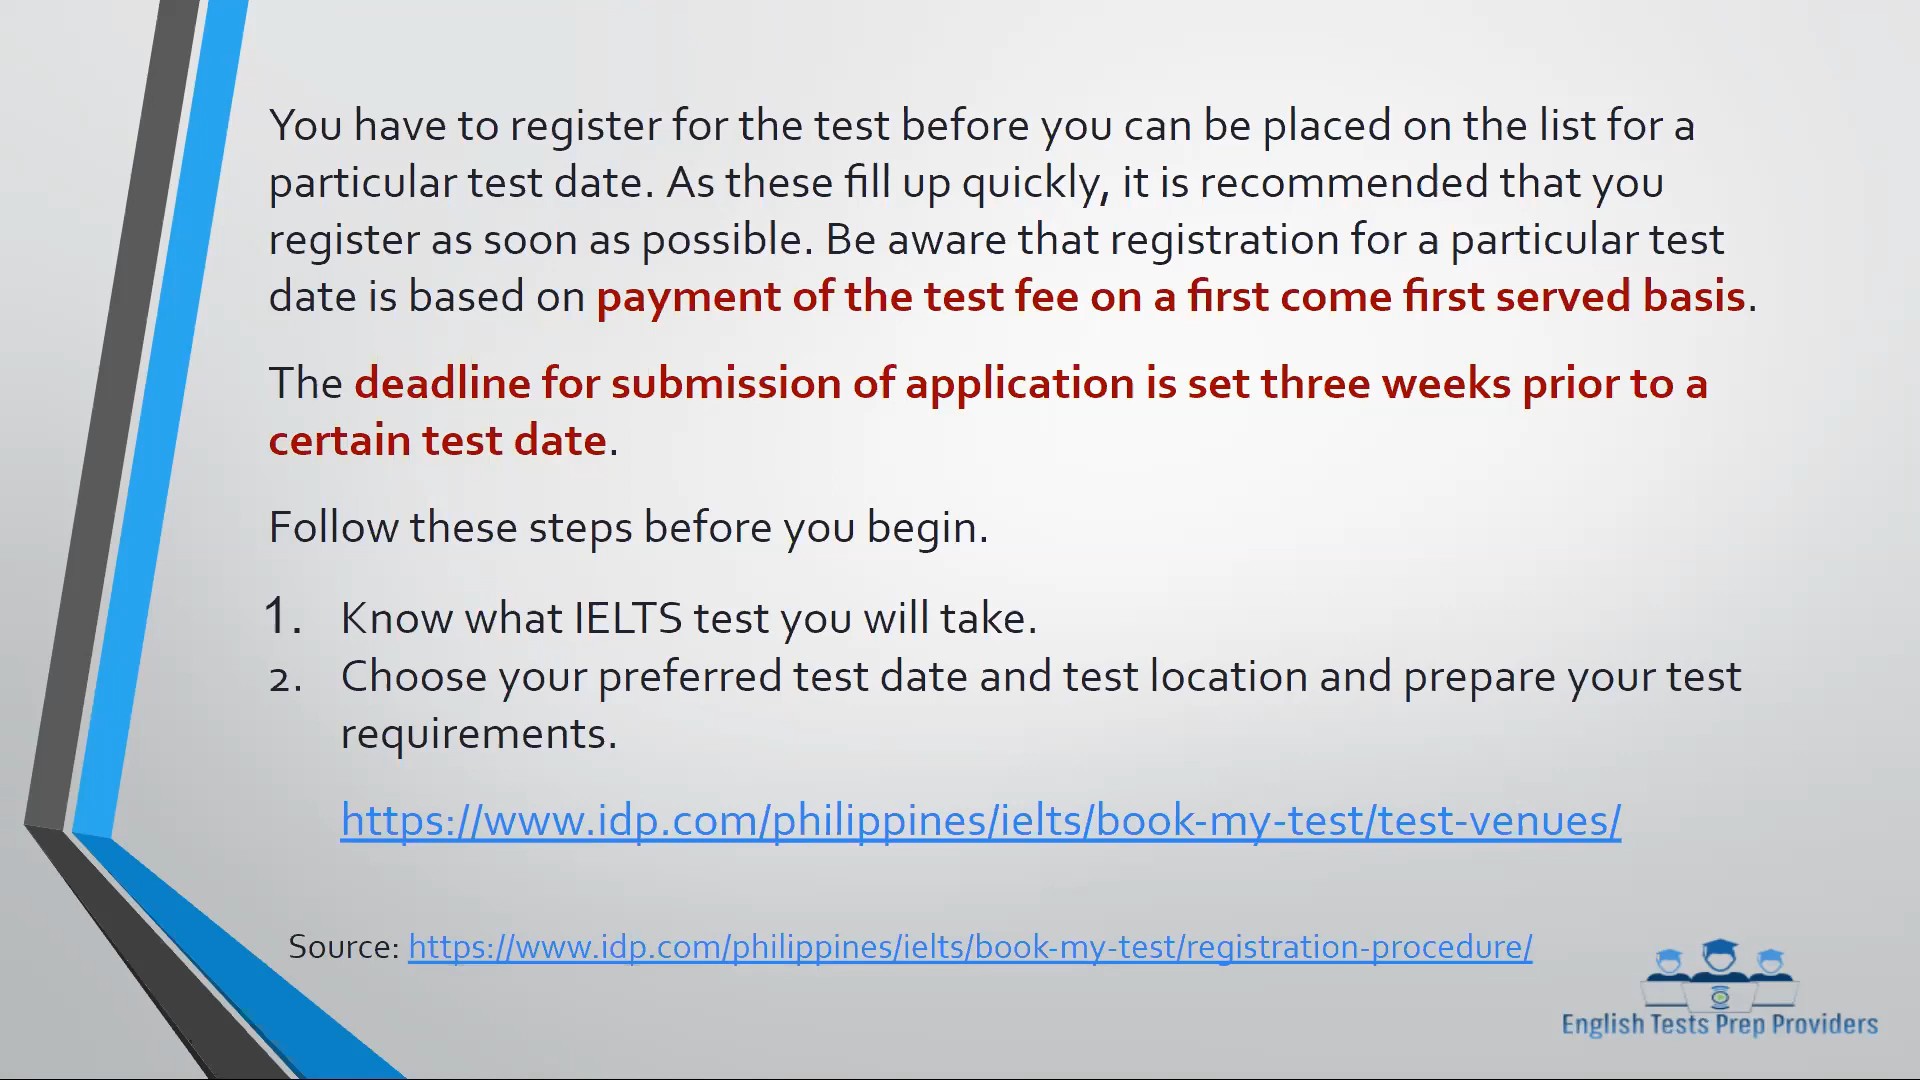 You have to register for the test before you can be placed on the list for a
particular test date. As these fill up quickly, it is recommended that you
register as soon as possible. Be aware that registration for a particular test
date is based on payment of the test fee on a first come first served basis.
The deadline for submission of application is set three weeks prior to a
certain test date.
Follow these steps before you begin.
1. Know what IELTS test you will take.
2. Choose your preferred test date and test location and prepare your test
requirements.
https://www.idp.com/philippines/ielts/book-my-test/test-venues/
Source: https://www.idp.com/philippines/ielts/book-my-test/registration-procedure/
English Tests Prep Providers